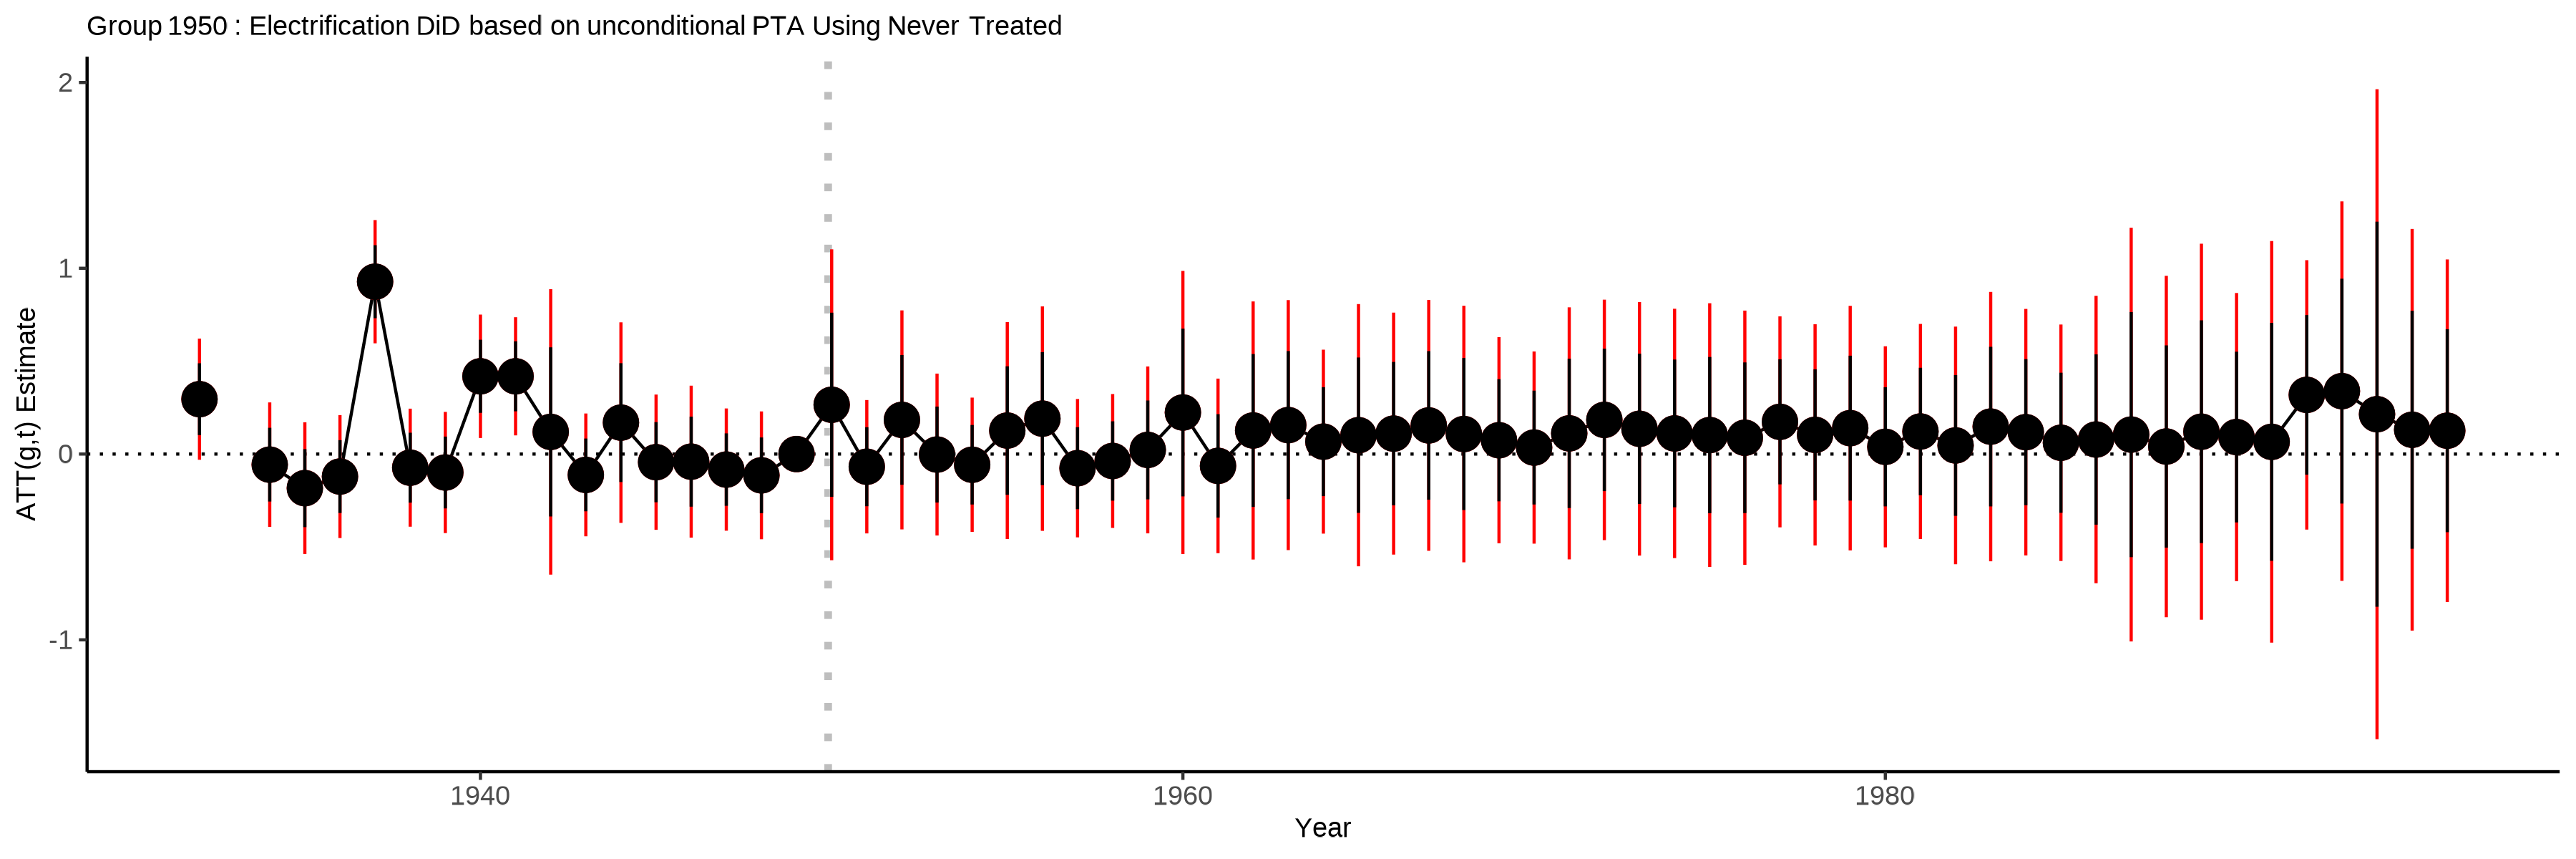 Group 1950 : Electrification DiD based on unconditional PTA Using Never Treated
ATT(g,t) Estimate
2
1
0
-1
1940
1960
1980
Year